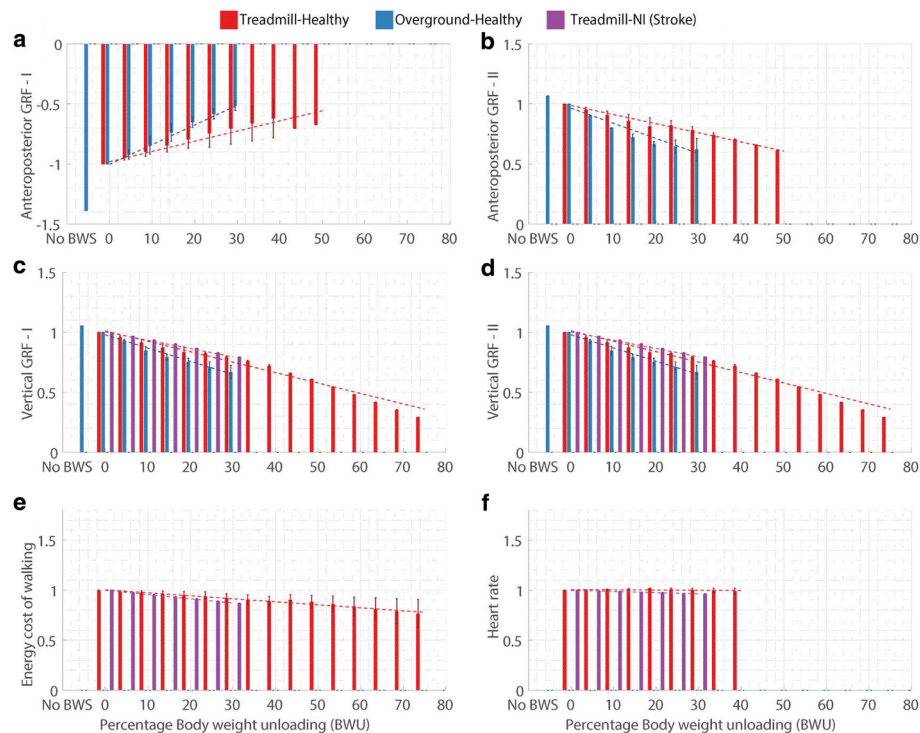 Treadmill-Healthy Overground-Healthy Treadmill-NI (Stroke)
a
Anteroposterior GRF - I
0
-0.5
-1
-1.5
No BWS 0 10 20 30 40 50 60 70 80
b
Anteroposterior GRF - II
1.5
1
0.5
0
No BWS 0 10 20 30 40 50 60 70 80
c
Vertical GRF - I
1.5
1
0.5
0
No BWS 0 10 20 30 40 50 60 70 80
d
Vertical GRF - II
1.5
1
0.5
0
No BWS 0 10 20 30 40 50 60 70 80
e
Energy cost of walking
1.5
1
0.5
0
No BWS 0 10 20 30 40 50 60 70 80
Percentage Body weight unloading (BWU)
f
Heart rate
1.5
1
0.5
0
No BWS 0 10 20 30 40 50 60 70 80
Percentage Body weight unloading (BWU)